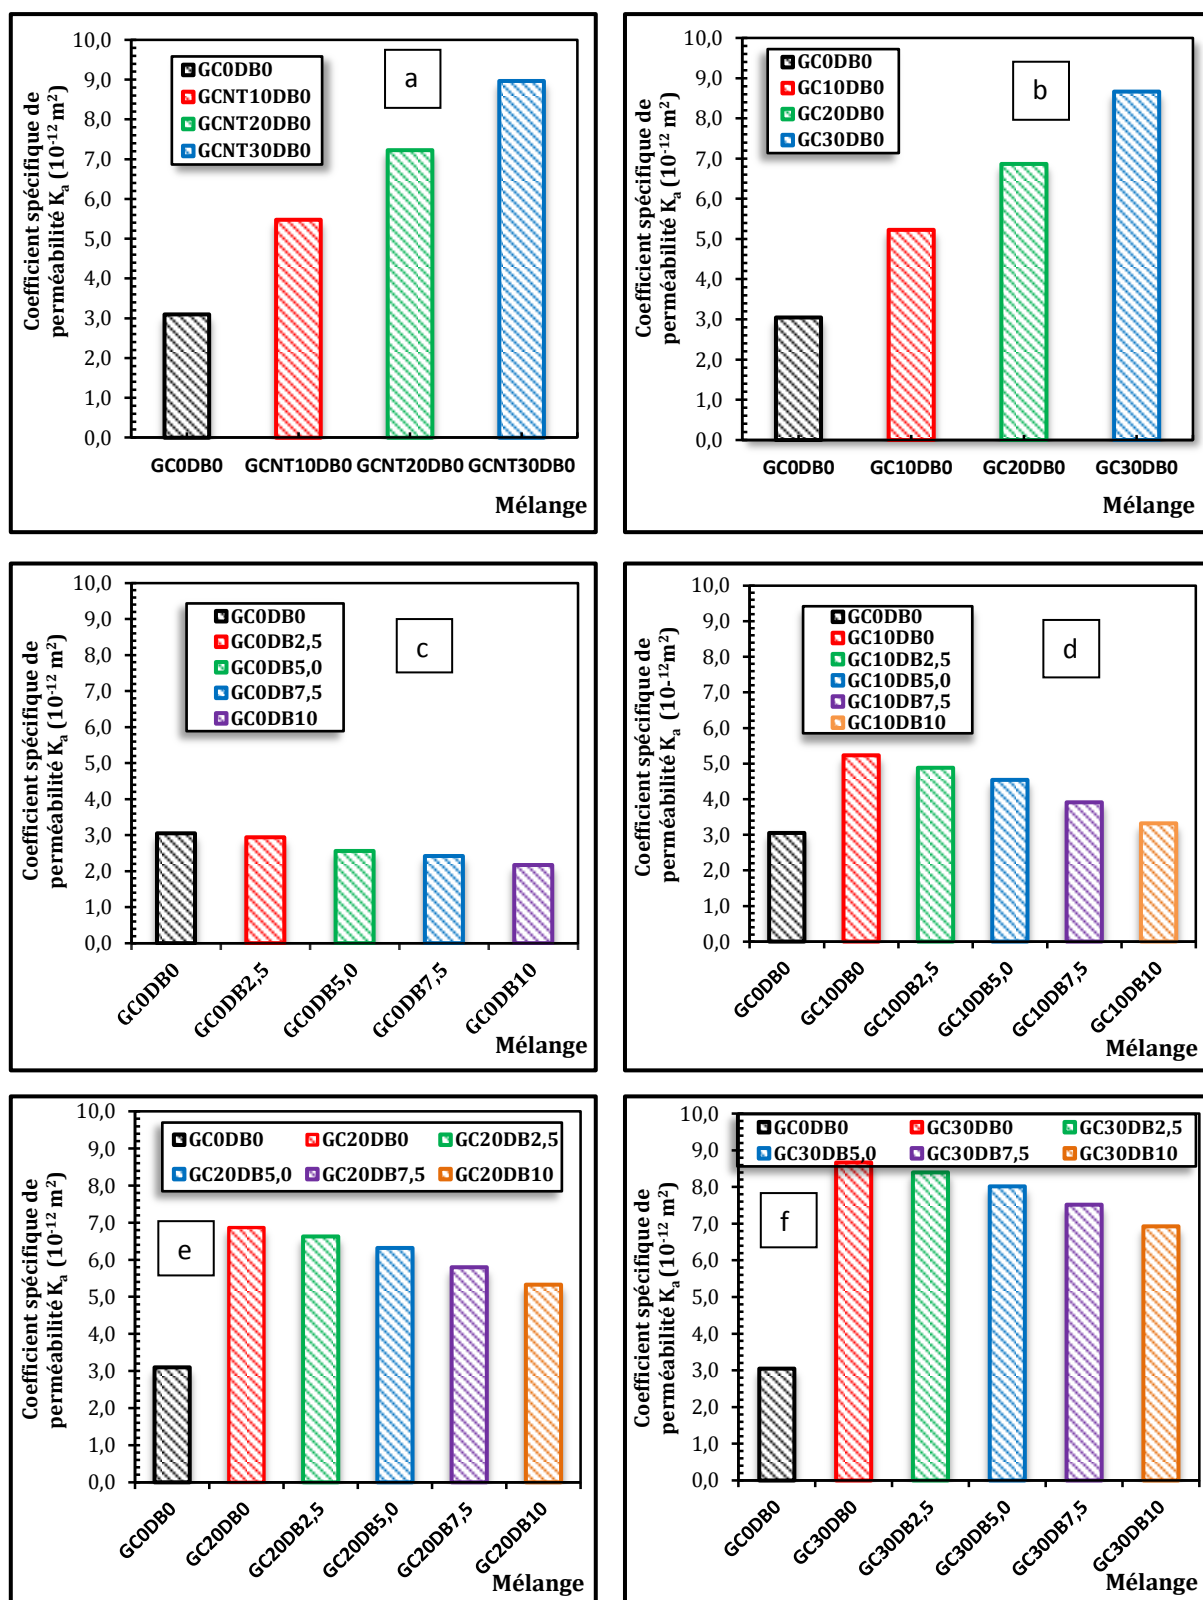 Coefficient spécifique de
perméabilité Ka (10-12 m2)
10,0
9,0
8,0
7,0
6,0
5,0
4,0
3,0
2,0
1,0
0,0
GC0DB0
GCNT10DB0
GCNT20DB0
GCNT30DB0
a
GC0DB0 GCNT10DB0 GCNT20DB0 GCNT30DB0
Mélange
Coefficient spécifique de
perméabilité Ka (10-12 m2)
10,0
9,0
8,0
7,0
6,0
5,0
4,0
3,0
2,0
1,0
0,0
GC0DB0
GC10DB0
GC20DB0
GC30DB0
b
GC0DB0 GC10DB0 GC20DB0 GC30DB0
Mélange
Coefficient spécifique de
perméabilité Ka (10-12 m2)
10,0
9,0
8,0
7,0
6,0
5,0
4,0
3,0
2,0
1,0
0,0
GC0DB0
GC0DB2,5
GC0DB5,0
GC0DB7,5
GC0DB10
c
GC0DB0 GC0DB2,5 GC0DB5,0 GC0DB7,5 GC0DB10
Mélange
Coefficient spécifique de
perméabilité Ka (10-12m2)
10,0
9,0
8,0
7,0
6,0
5,0
4,0
3,0
2,0
1,0
0,0
GC0DB0
GC10DB0
GC10DB2,5
GC10DB5,0
GC10DB7,5
GC10DB10
d
GC0DB0 GC10DB0 GC10DB2,5 GC10DB5,0 GC10DB7,5 GC10DB10
Mélange
Coefficient spécifique de
perméabilité Ka (10-12 m2)
10,0
9,0
8,0
7,0
6,0
5,0
4,0
3,0
2,0
1,0
0,0
GC0DB0 GC20DB0 GC20DB2,5
GC20DB5,0 GC20DB7,5 GC20DB10
e
GC0DB0 GC20DB0 GC20DB2,5 GC20DB5,0 GC20DB7,5 GC20DB10
Mélange
Coefficient spécifique de
perméabilité Ka (10-12 m2)
10,0
9,0
8,0
7,0
6,0
5,0
4,0
3,0
2,0
1,0
0,0
GC0DB0 GC30DB0 GC30DB2,5
GC30DB5,0 GC30DB7,5 GC30DB10
f
GC0DB0 GC30DB0 GC30DB2,5 GC30DB5,0 GC30DB7,5 GC30DB10
Mélange